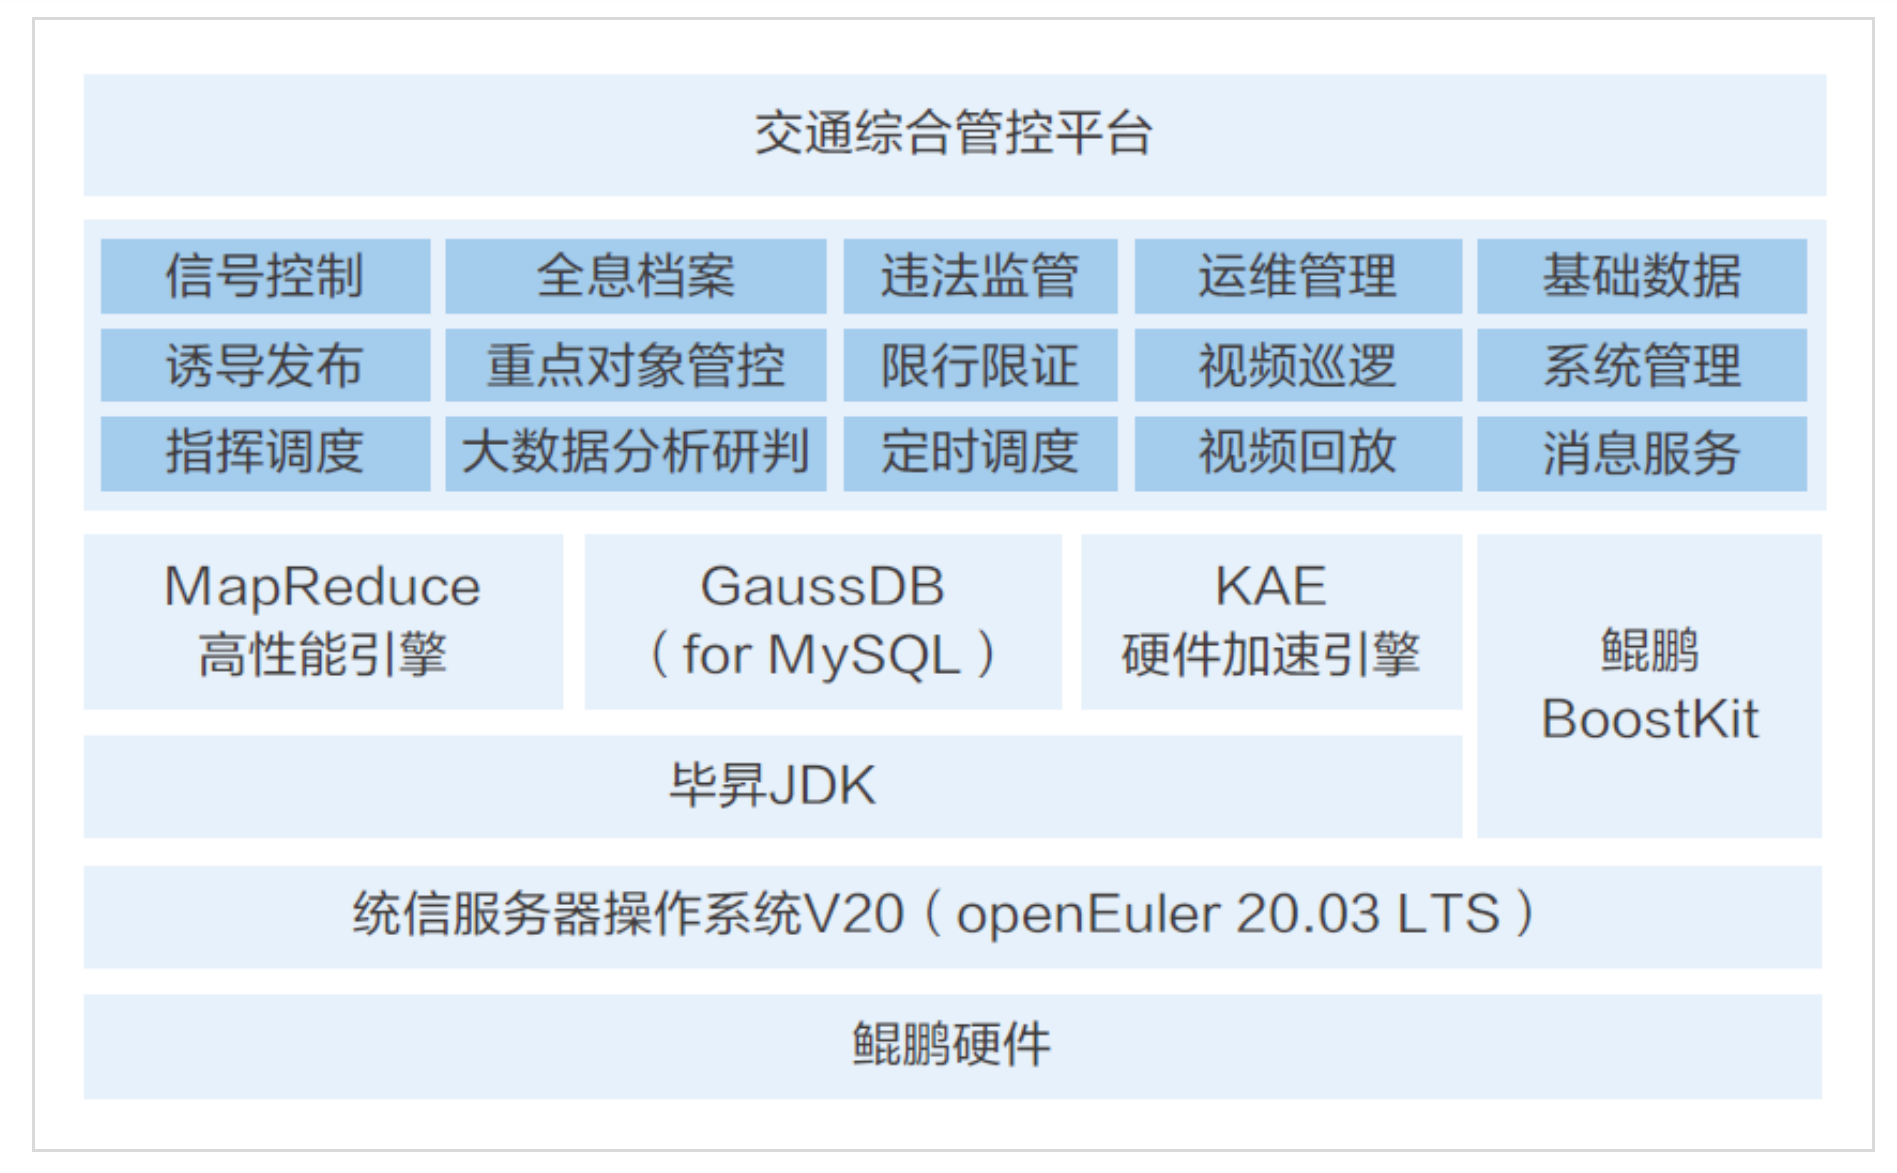 交通综合管控平台
信号控制
全息档案
违法监管
运维管理
基础数据
诱导发布
重点对象管控
限行限证
视频巡逻
系统管理
指挥调度
大数据分析研判
定时调度
视频回放
消息服务
MapReduce
高性能引擎
GaussDB
（for MySQL）
KAE
硬件加速引擎
鲲鹏
BoostKit
毕昇JDK
统信服务器操作系统V20（openEuler 20.03 LTS）
鲲鹏硬件